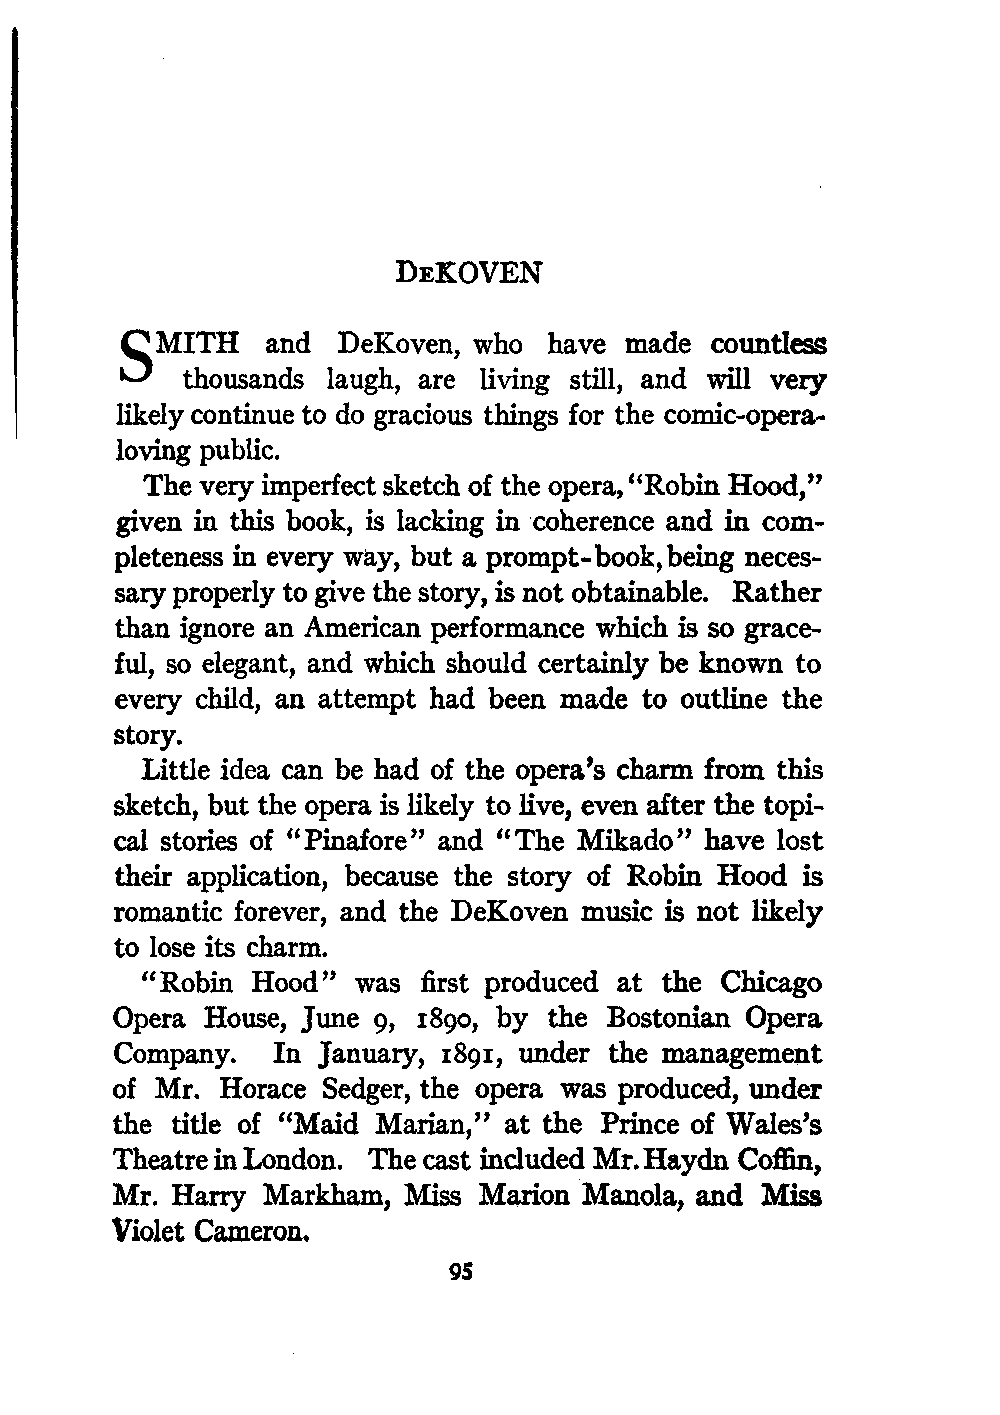 DEKOVEN
SMITH and DeKoven, who have made countless
thousands laugh, are living still, and will very
likely continue to do gracious things for the comic-opera-
loving public.
The very imperfect sketch of the opera, "Robin Hood,"
given in this book, is lacking in coherence and in com-
pleteness in every way, but a prompt-book, being neces-
sary properly to give the story, is not obtainable. Rather
than ignore an American performance which is so grace-
ful, so elegant, and which should certainly be known to
every child, an attempt had been made to outline the
story.
Little idea can be had of the opera's charm from this
sketch, but the opera is likely to live, even after the topi-
cal stories of "Pinafore" and "The Mikado" have lost
their application, because the story of Robin Hood is
romantic forever, and the DeKoven music is not likely
to lose its charm.
"Robin Hood" was first produced at the Chicago
Opera House, June 9, 1890, by the Bostonian Opera
Company. In January, 1891, under the management
of Mr. Horace Sedger, the opera was produced, under
the title of "Maid Marian," at the Prince of Wales's
Theatre in London. The cast included Mr. Haydn Coffin,
Mr. Harry Markham, Miss Marion Manola, and Miss
Violet Cameron.
95